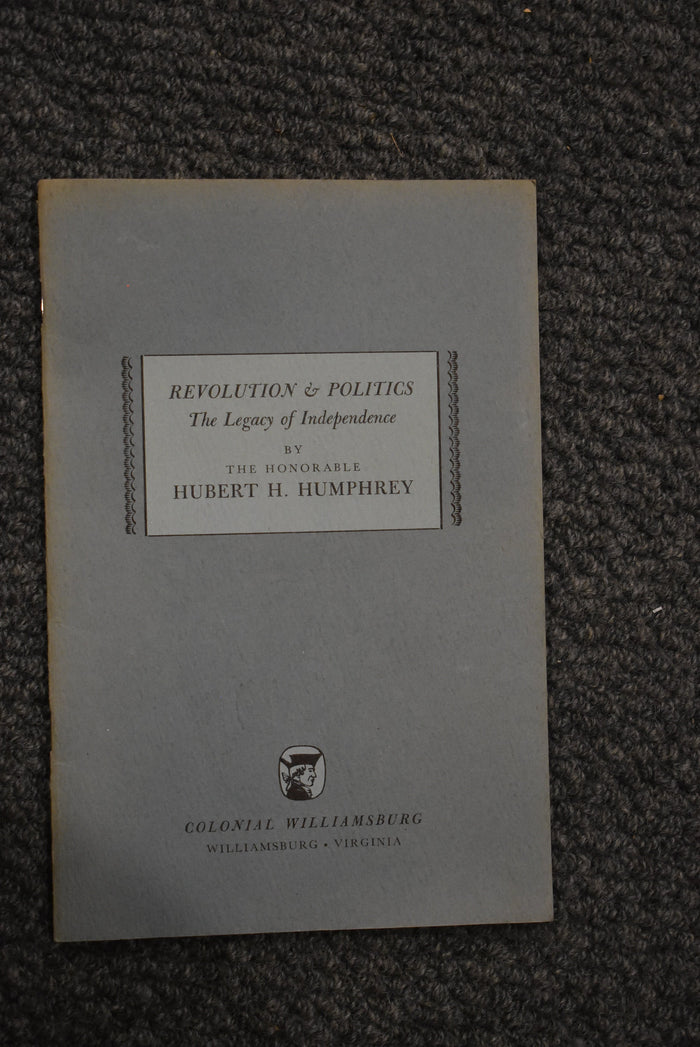 REVOLUTION & POLITICS
The Legacy of Independence
BY
THE HONORABLE
HUBERT H. HUMPHREY
COLONIAL WILLIAMSBURG
WILLIAMSBURG • VIRGINIA